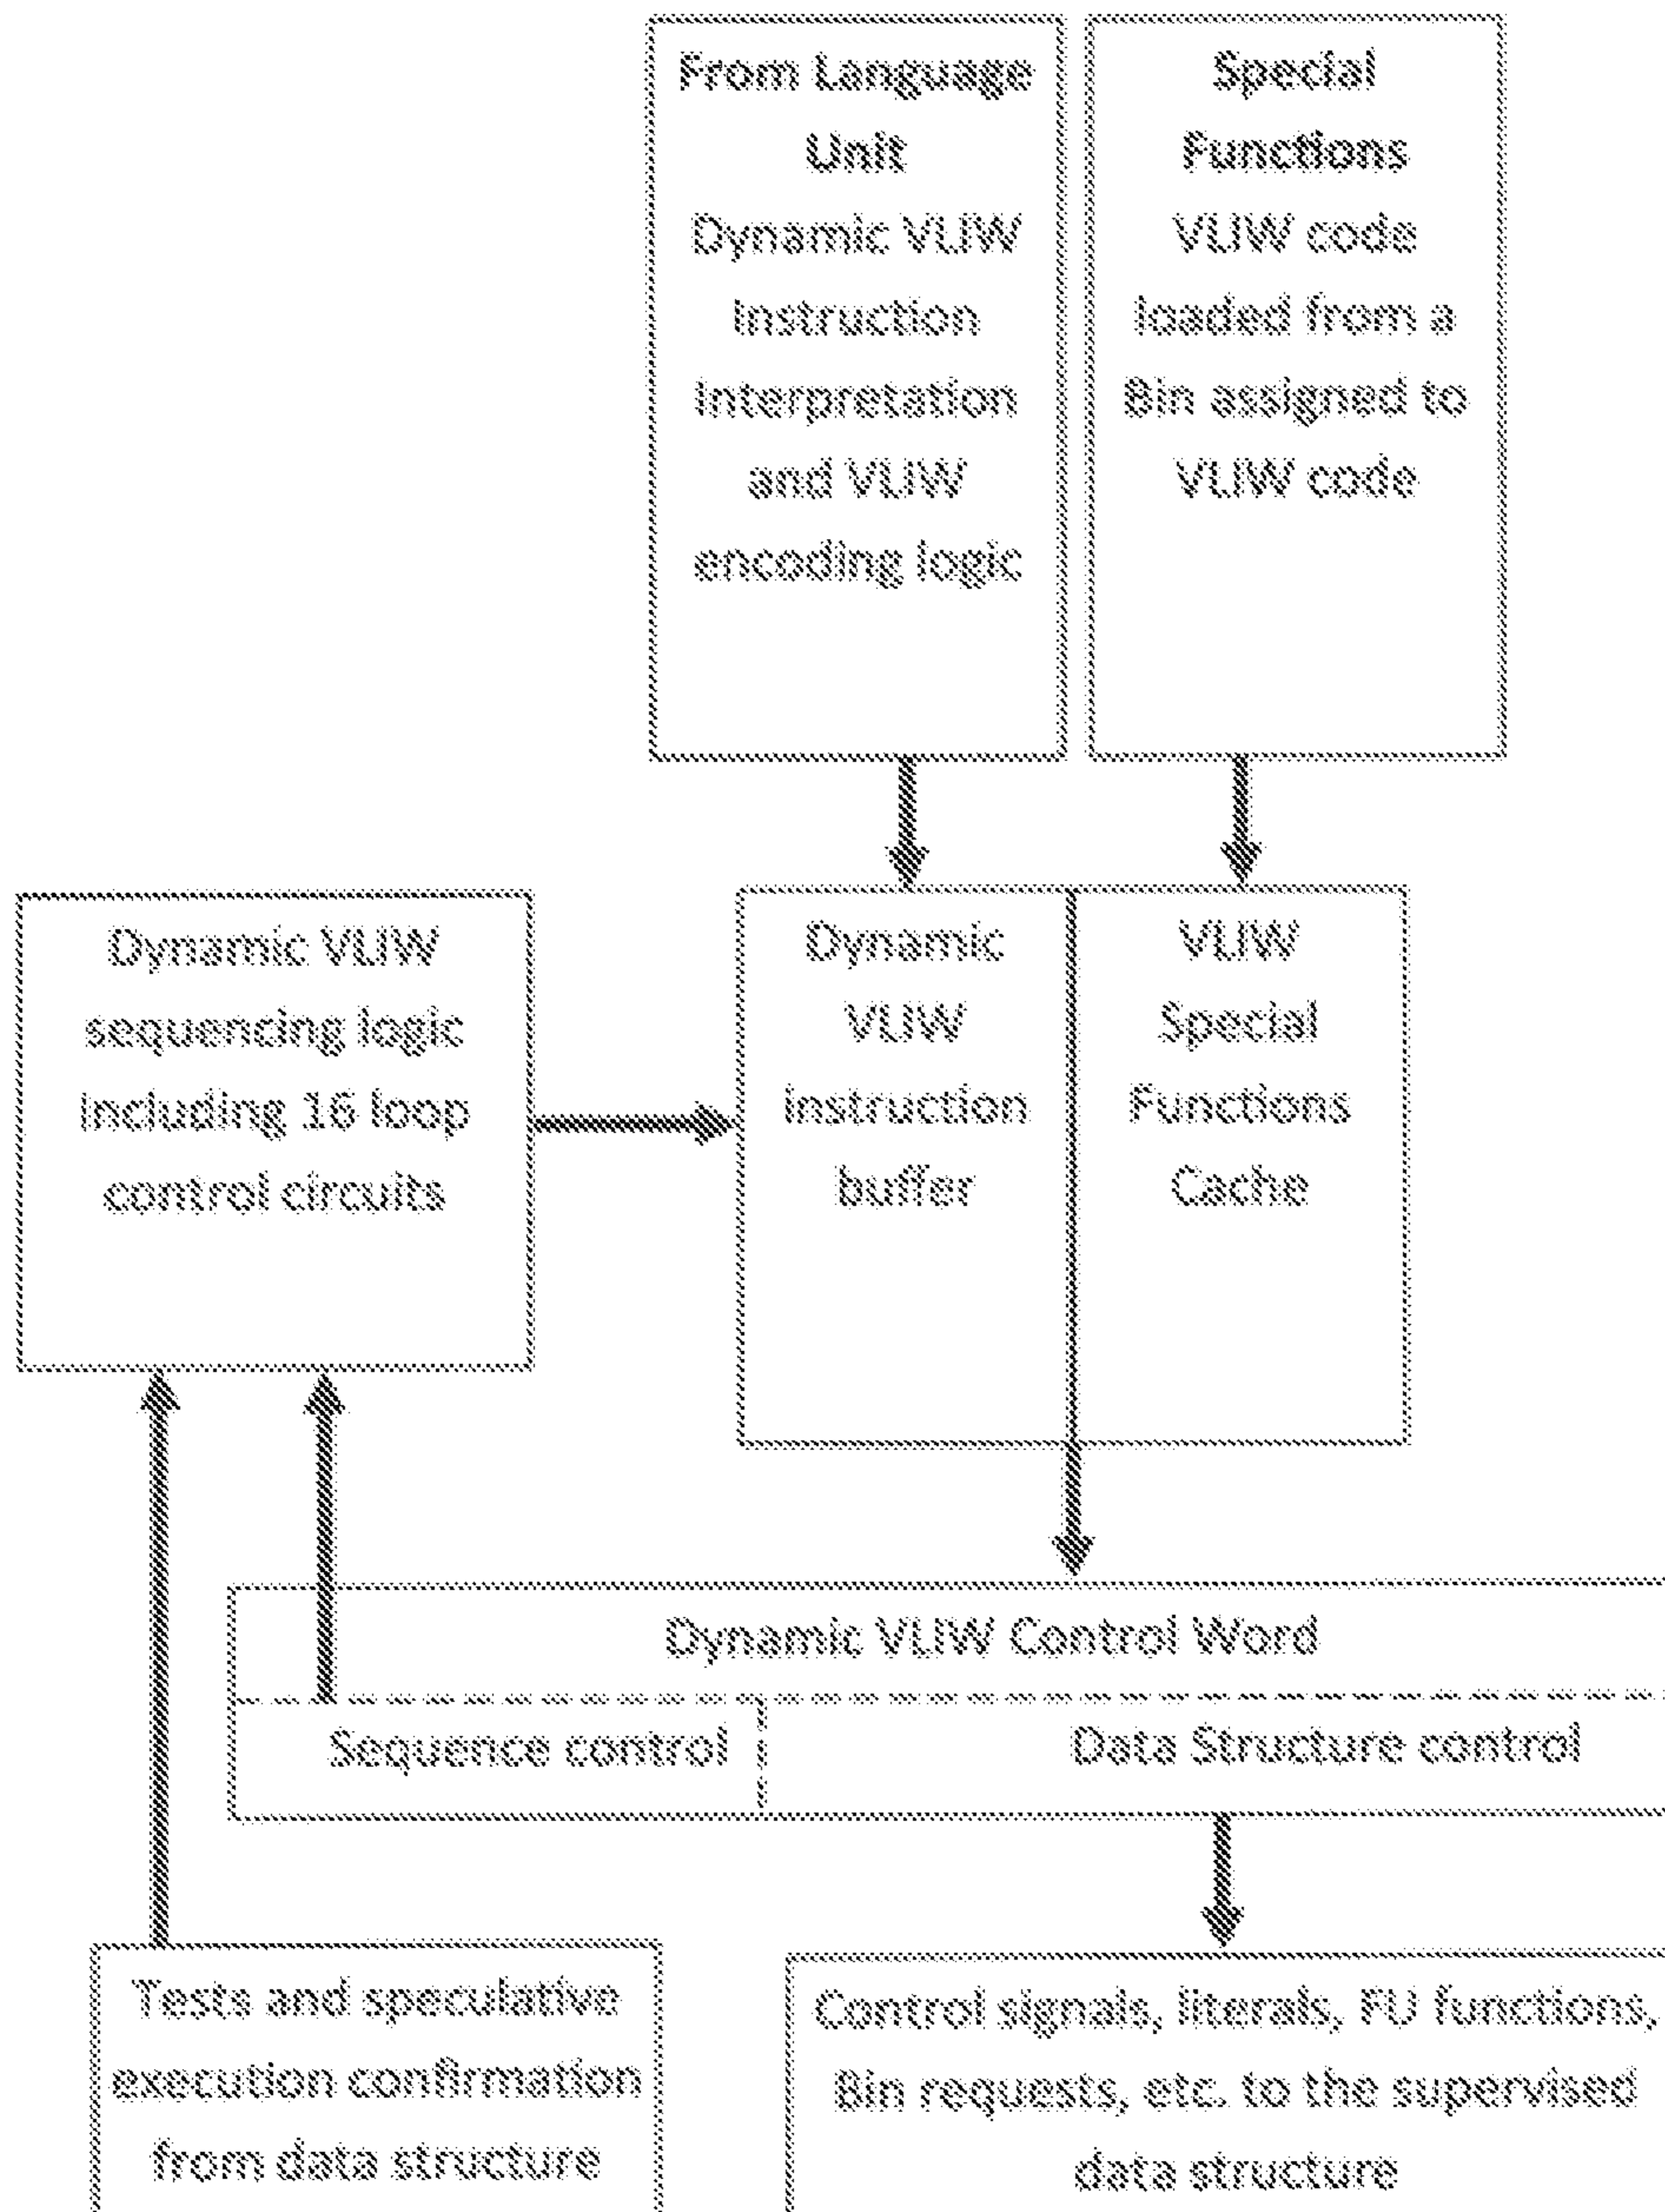 From Language
Unit
Dynamic VLIW
Instruction
Interpretation
and VLIW
encoding logic
Special
Functions
VLIW code
loaded from a
Bin assigned to
VLIW code
Dynamic VLIW
sequencing logic
including 16 loop
control circuits
Dynamic
VLIW
instruction
buffer
VLIW
Special
Functions
Cache
Dynamic VLIW Control Word
Sequence control
Data Structure control
Tests and speculative
execution confirmation
from data structure
Control signals, literals, FU functions,
Bin requests, etc. to the supervised
data structure